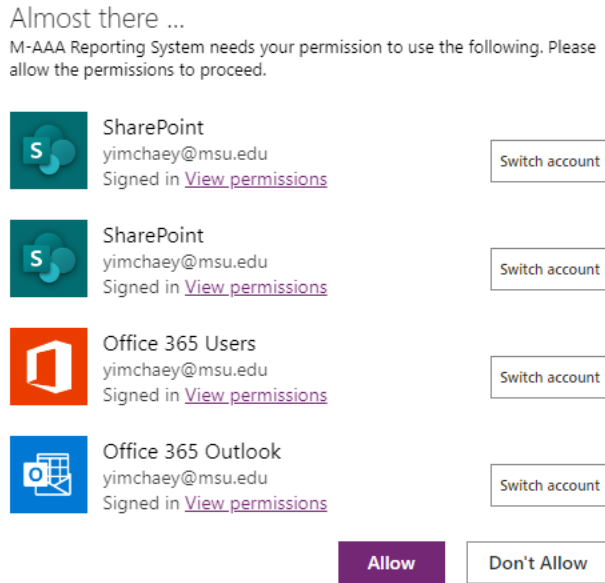 Almost there ...
M-AAA Reporting System needs your permission to use the following. Please
allow the permissions to proceed.
S
SharePoint
yimchaey@msu.edu
Signed in View permissions
Switch account
S
SharePoint
yimchaey@msu.edu
Signed in View permissions
Switch account
Office 365 Users
yimchaey@msu.edu
Signed in View permissions
Switch account
O
Office 365 Outlook
yimchaey@msu.edu
Signed in View permissions
Switch account
Allow
Don't Allow